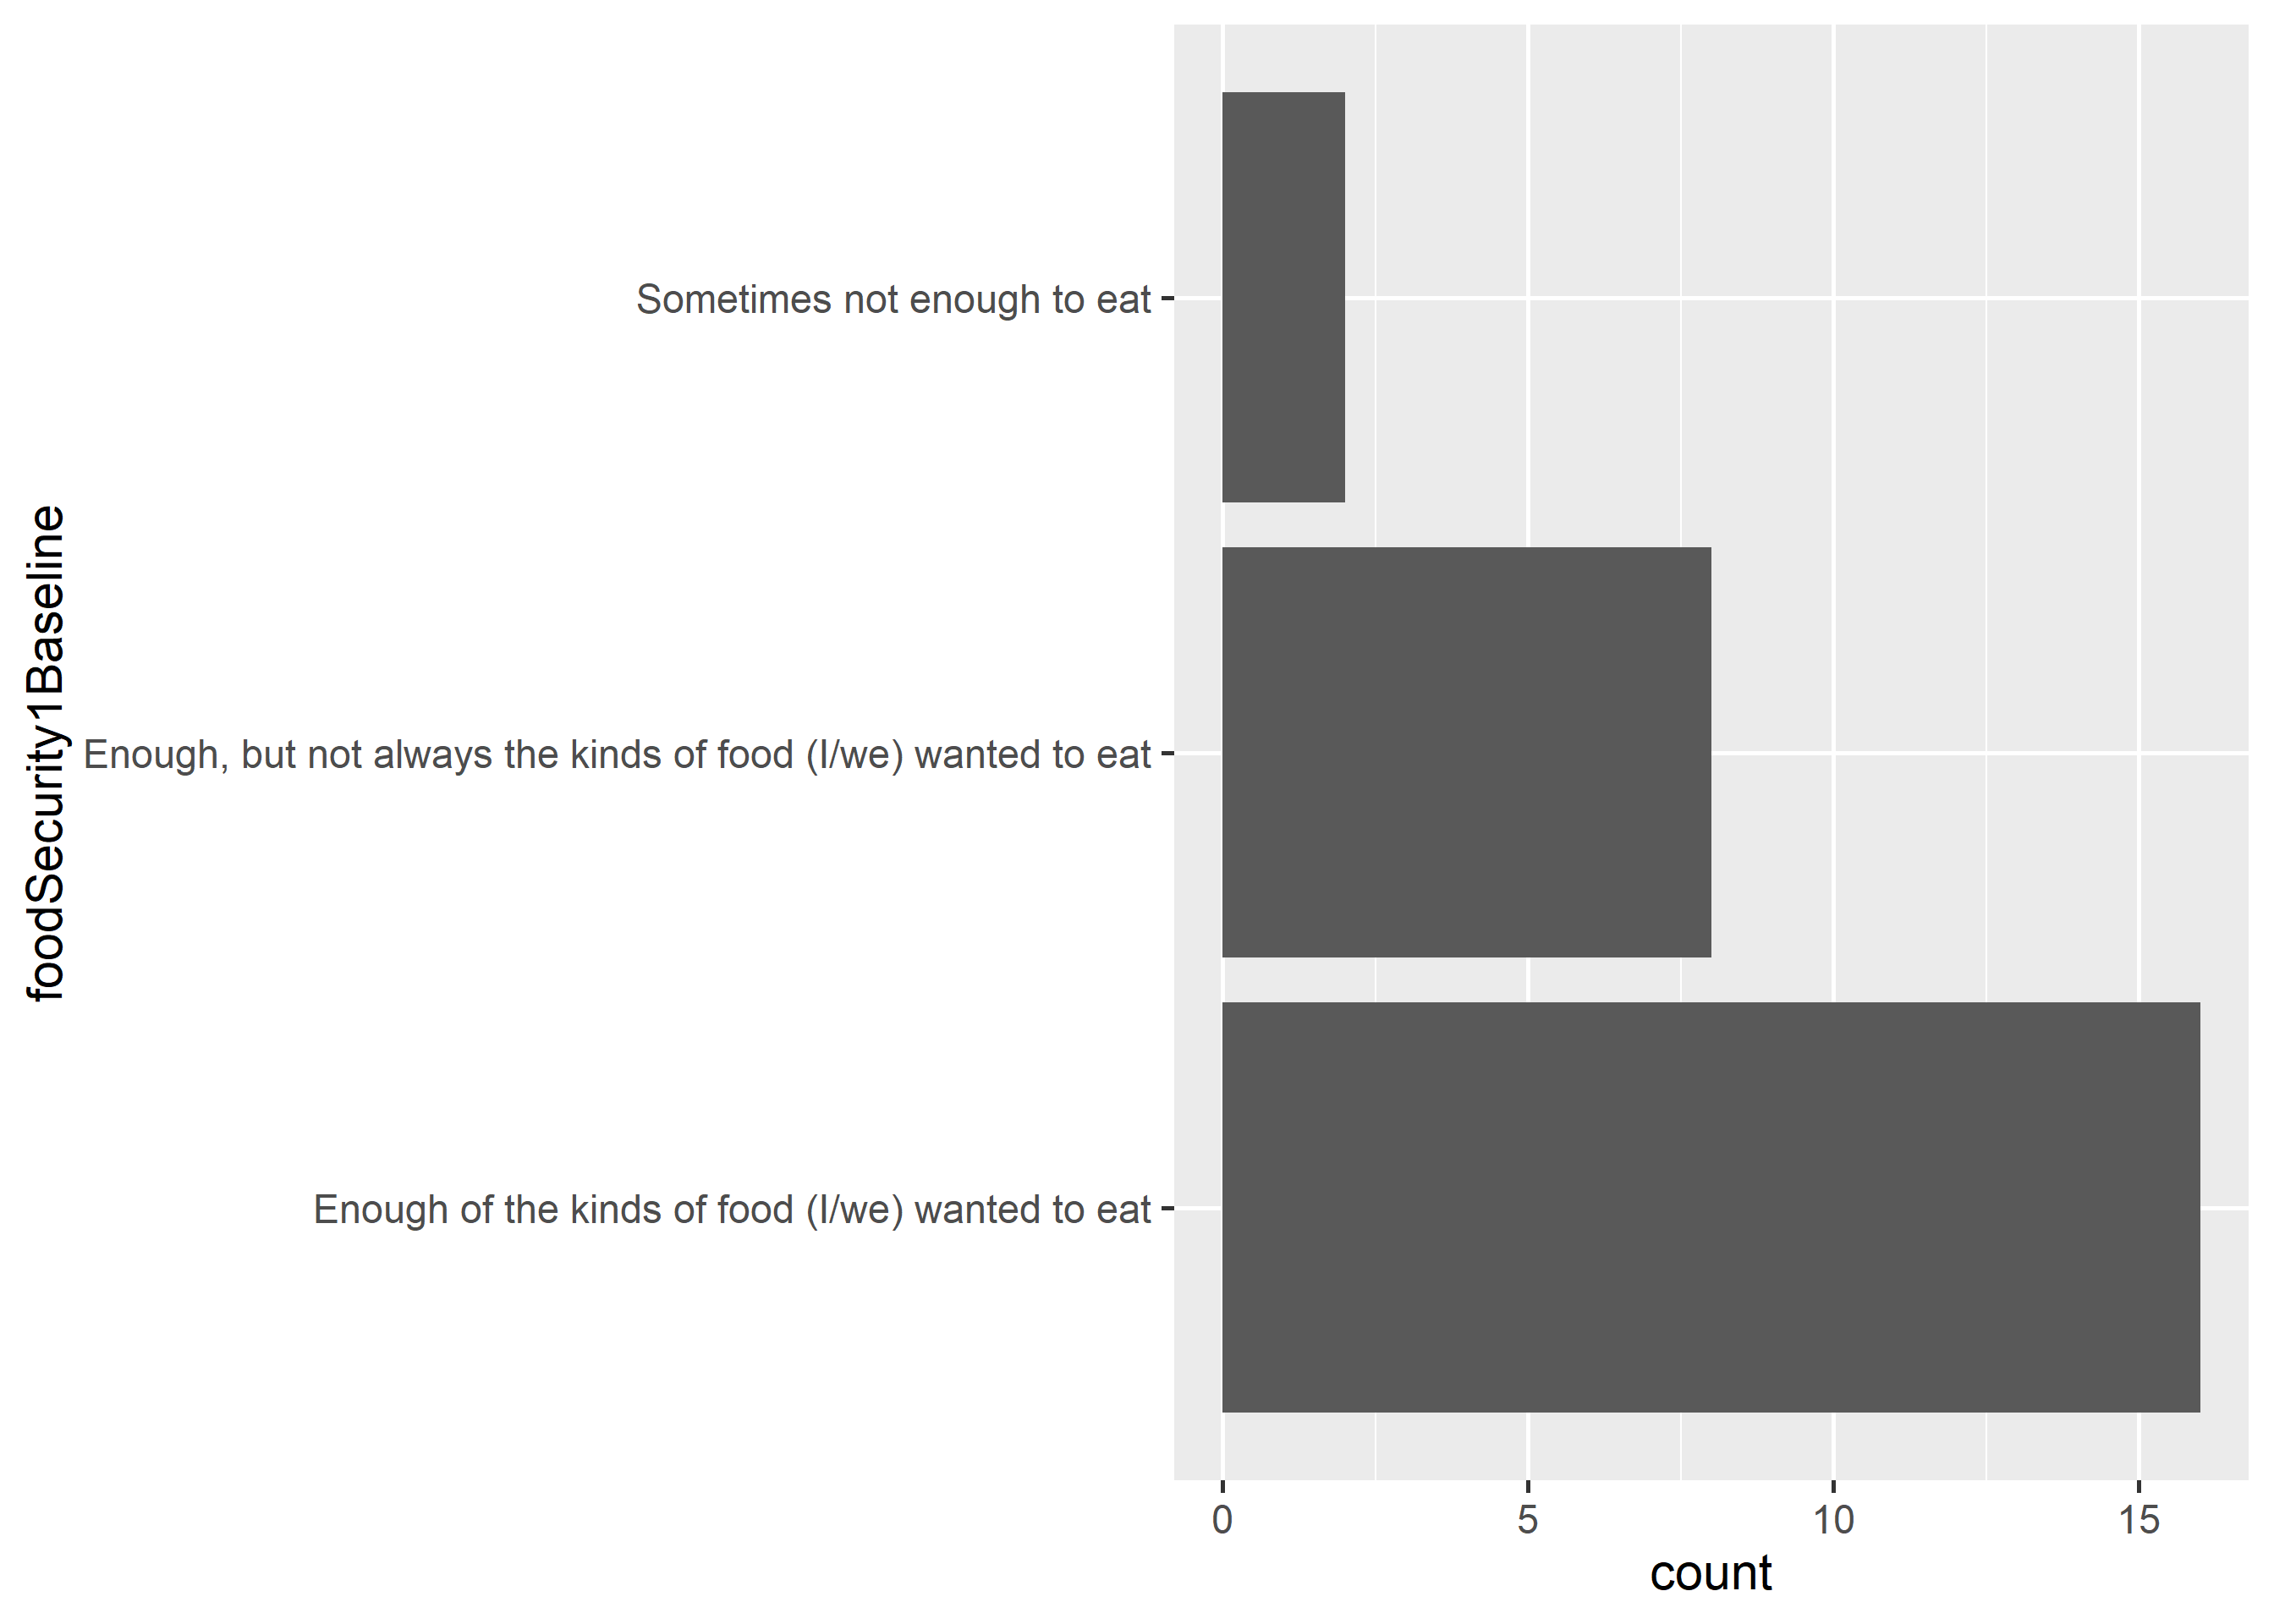 foodSecurity1Baseline
Sometimes not enough to eat
Enough, but not always the kinds of food (I/we) wanted to eat
Enough of the kinds of food (I/we) wanted to eat
0 5 10 15
count